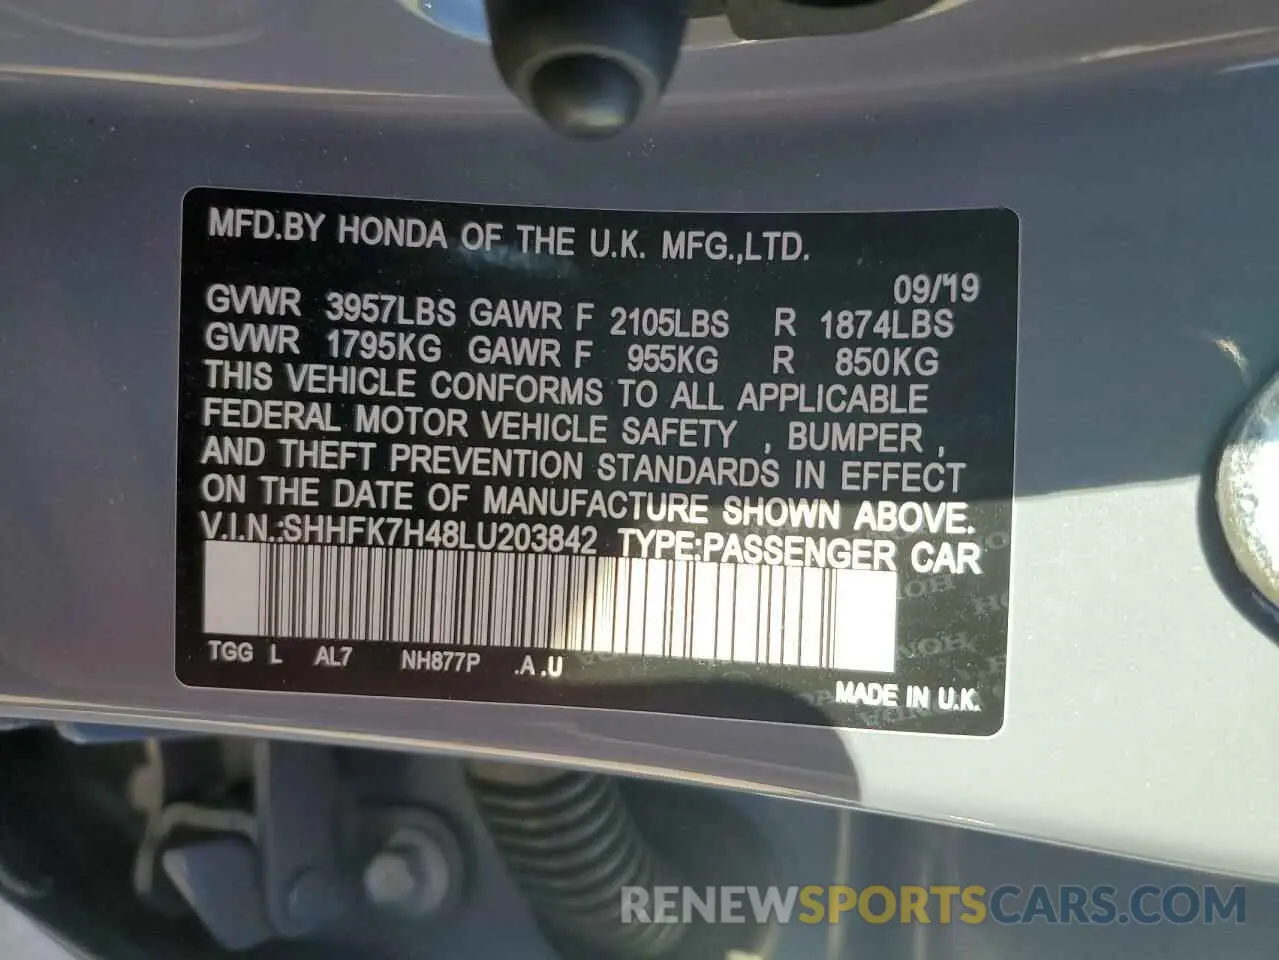 MFD.BY HONDA OF THE U.K. MFG.,LTD.
09/'19
GVWR 3957LBS GAWR F 2105LBS R 1874LBS
GVWR 1795KG GAWR F 955KG R 850KG
THIS VEHICLE CONFORMS TO ALL APPLICABLE
FEDERAL MOTOR VEHICLE SAFETY , BUMPER ,
AND THEFT PREVENTION STANDARDS IN EFFECT
ON THE DATE OF MANUFACTURE SHOWN ABOVE.
V.I.N.:SHHFK7H48LU203842 TYPE:PASSENGER CAR
TGG L AL7 NH877P .A .U
MADE IN U.K.
RENEWSPORTSCARS.COM